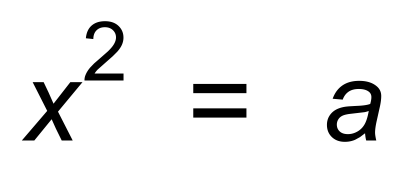 x² = a